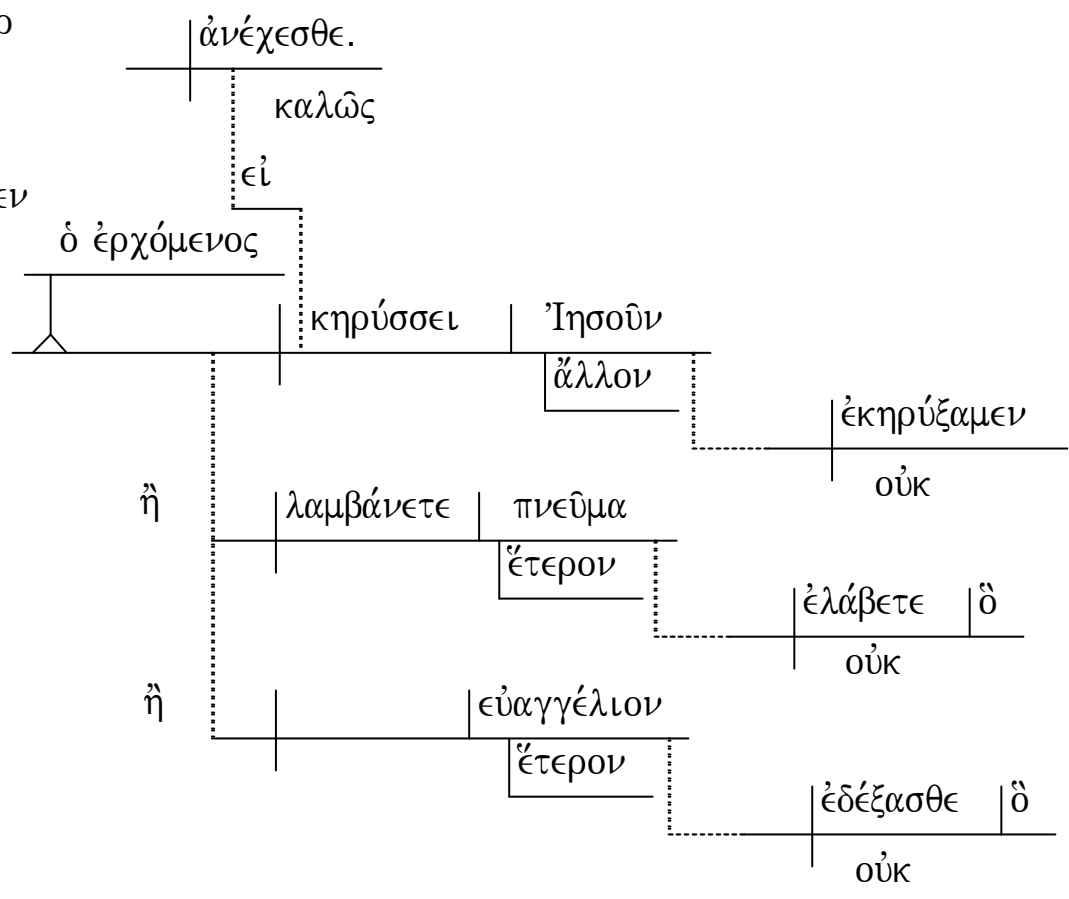 ο
ἀνέχεσθε.
καλῶς
εἰ
εν
ὁ ἐρχόμενος
κηρύσσει Ἰησοῦν
ἄλλον
ἐκηρύξαμεν
οὐκ
ἢ λαμβάνετε πνεῦμα
ἕτερον
ἐλάβετε ὃ
οὐκ
ἢ εὐαγγέλιον
ἕτερον
ἐδέξασθε ὃ
οὐκ